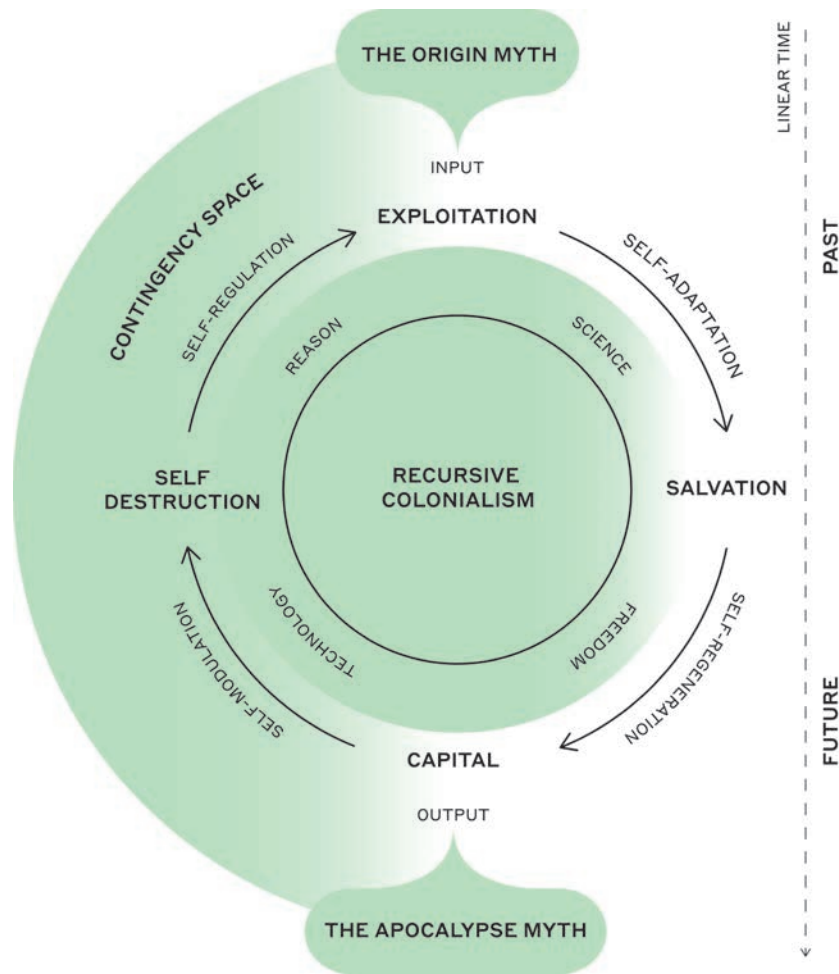 THE ORIGIN MYTH
LINEAR TIME
INPUT
EXPLOITATION
CONTINGENCY SPACE
SELF-REGULATION
SELF-ADAPTATION
PAST
REASON
SCIENCE
SELF
DESTRUCTION
RECURSIVE
COLONIALISM
SALVATION
TECHNOLOGY
FREEDOM
SELF-MODULATION
SELF-REGENERATION
FUTURE
CAPITAL
OUTPUT
THE APOCALYPSE MYTH